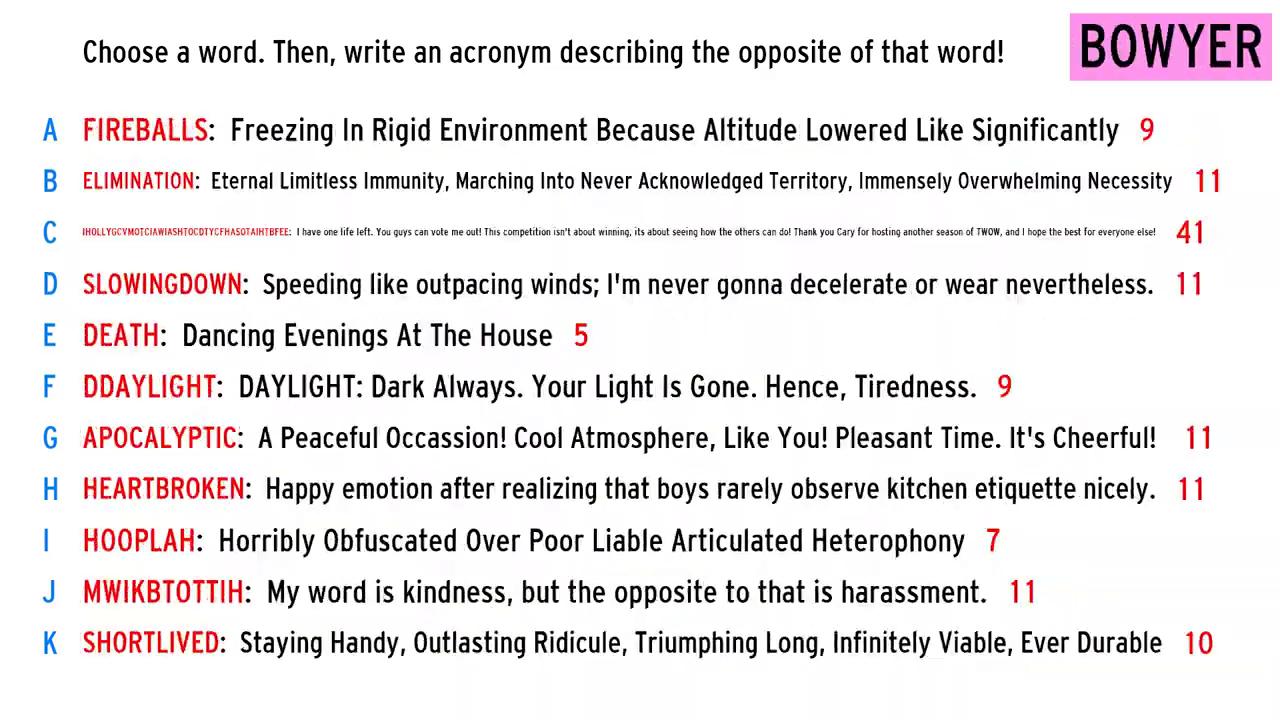 Choose a word. Then, write an acronym describing the opposite of that word!
BOWYER
A FIREBALLS: Freezing In Rigid Environment Because Altitude Lowered Like Significantly 9
B ELIMINATION: Eternal Limitless Immunity, Marching Into Never Acknowledged Territory, Immensely Overwhelming Necessity 11
C IHOLLYGCVMOTCIAWIASHTOCDTYCFHASOTAIHTBFEE: I have one life left. You guys can vote me out! This competition isn't about winning, its about seeing how the others can do! Thank you Cary for hosting another season of TWOW, and I hope the best for everyone else! 41
D SLOWINGDOWN: Speeding like outpacing winds; I'm never gonna decelerate or wear nevertheless. 11
E DEATH: Dancing Evenings At The House 5
F DDAYLIGHT: DAYLIGHT: Dark Always. Your Light Is Gone. Hence, Tiredness. 9
G APOCALYPTIC: A Peaceful Occassion! Cool Atmosphere, Like You! Pleasant Time. It's Cheerful! 11
H HEARTBROKEN: Happy emotion after realizing that boys rarely observe kitchen etiquette nicely. 11
I HOOPLAH: Horribly Obfuscated Over Poor Liable Articulated Heterophony 7
J MWIKBTOTTIH: My word is kindness, but the opposite to that is harassment. 11
K SHORTLIVED: Staying Handy, Outlasting Ridicule, Triumphing Long, Infinitely Viable, Ever Durable 10